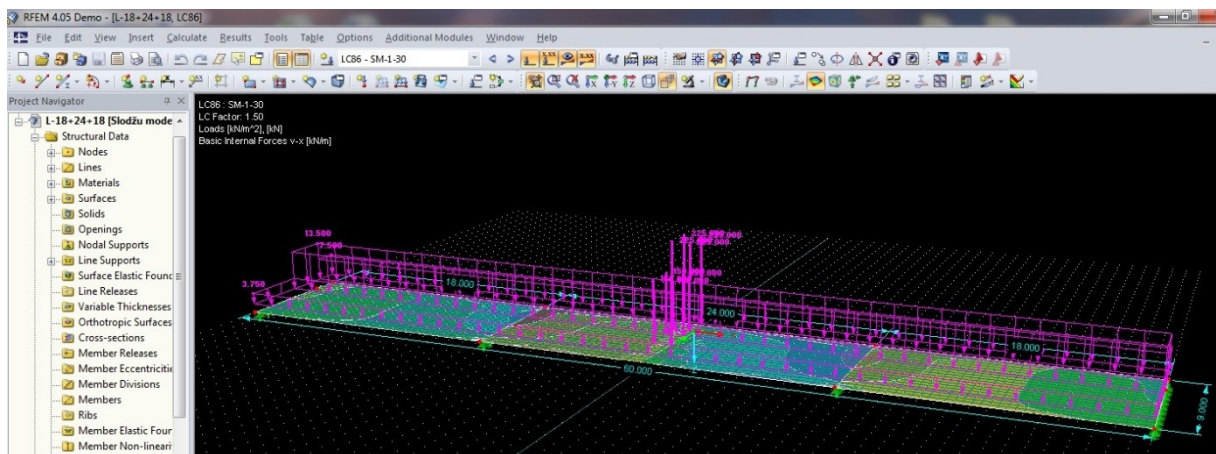 RFEM 4.05 Demo - [L-18+24+18, LC86]
File Edit View Insert Calculate Results Tools Table Options Additional Modules Window Help
LC86 - SM-1-30
Project Navigator
L-18+24+18 [Slodžu mode
Structural Data
Nodes
Lines
Materials
Surfaces
Solids
Openings
Nodal Supports
Line Supports
Surface Elastic Found
Line Releases
Variable Thicknesses
Orthotropic Surfaces
Cross-sections
Member Releases
Member Eccentricitie
Member Divisions
Members
Ribs
Member Elastic Four
Member Non-lineari
LC86 : SM-1-30
LC Factor: 1.50
Loads [kN/m^2], [kN]
Basic Internal Forces v-x [kN/m]
13.500
3.750
18.000
24.000
18.000
60.000
9.000